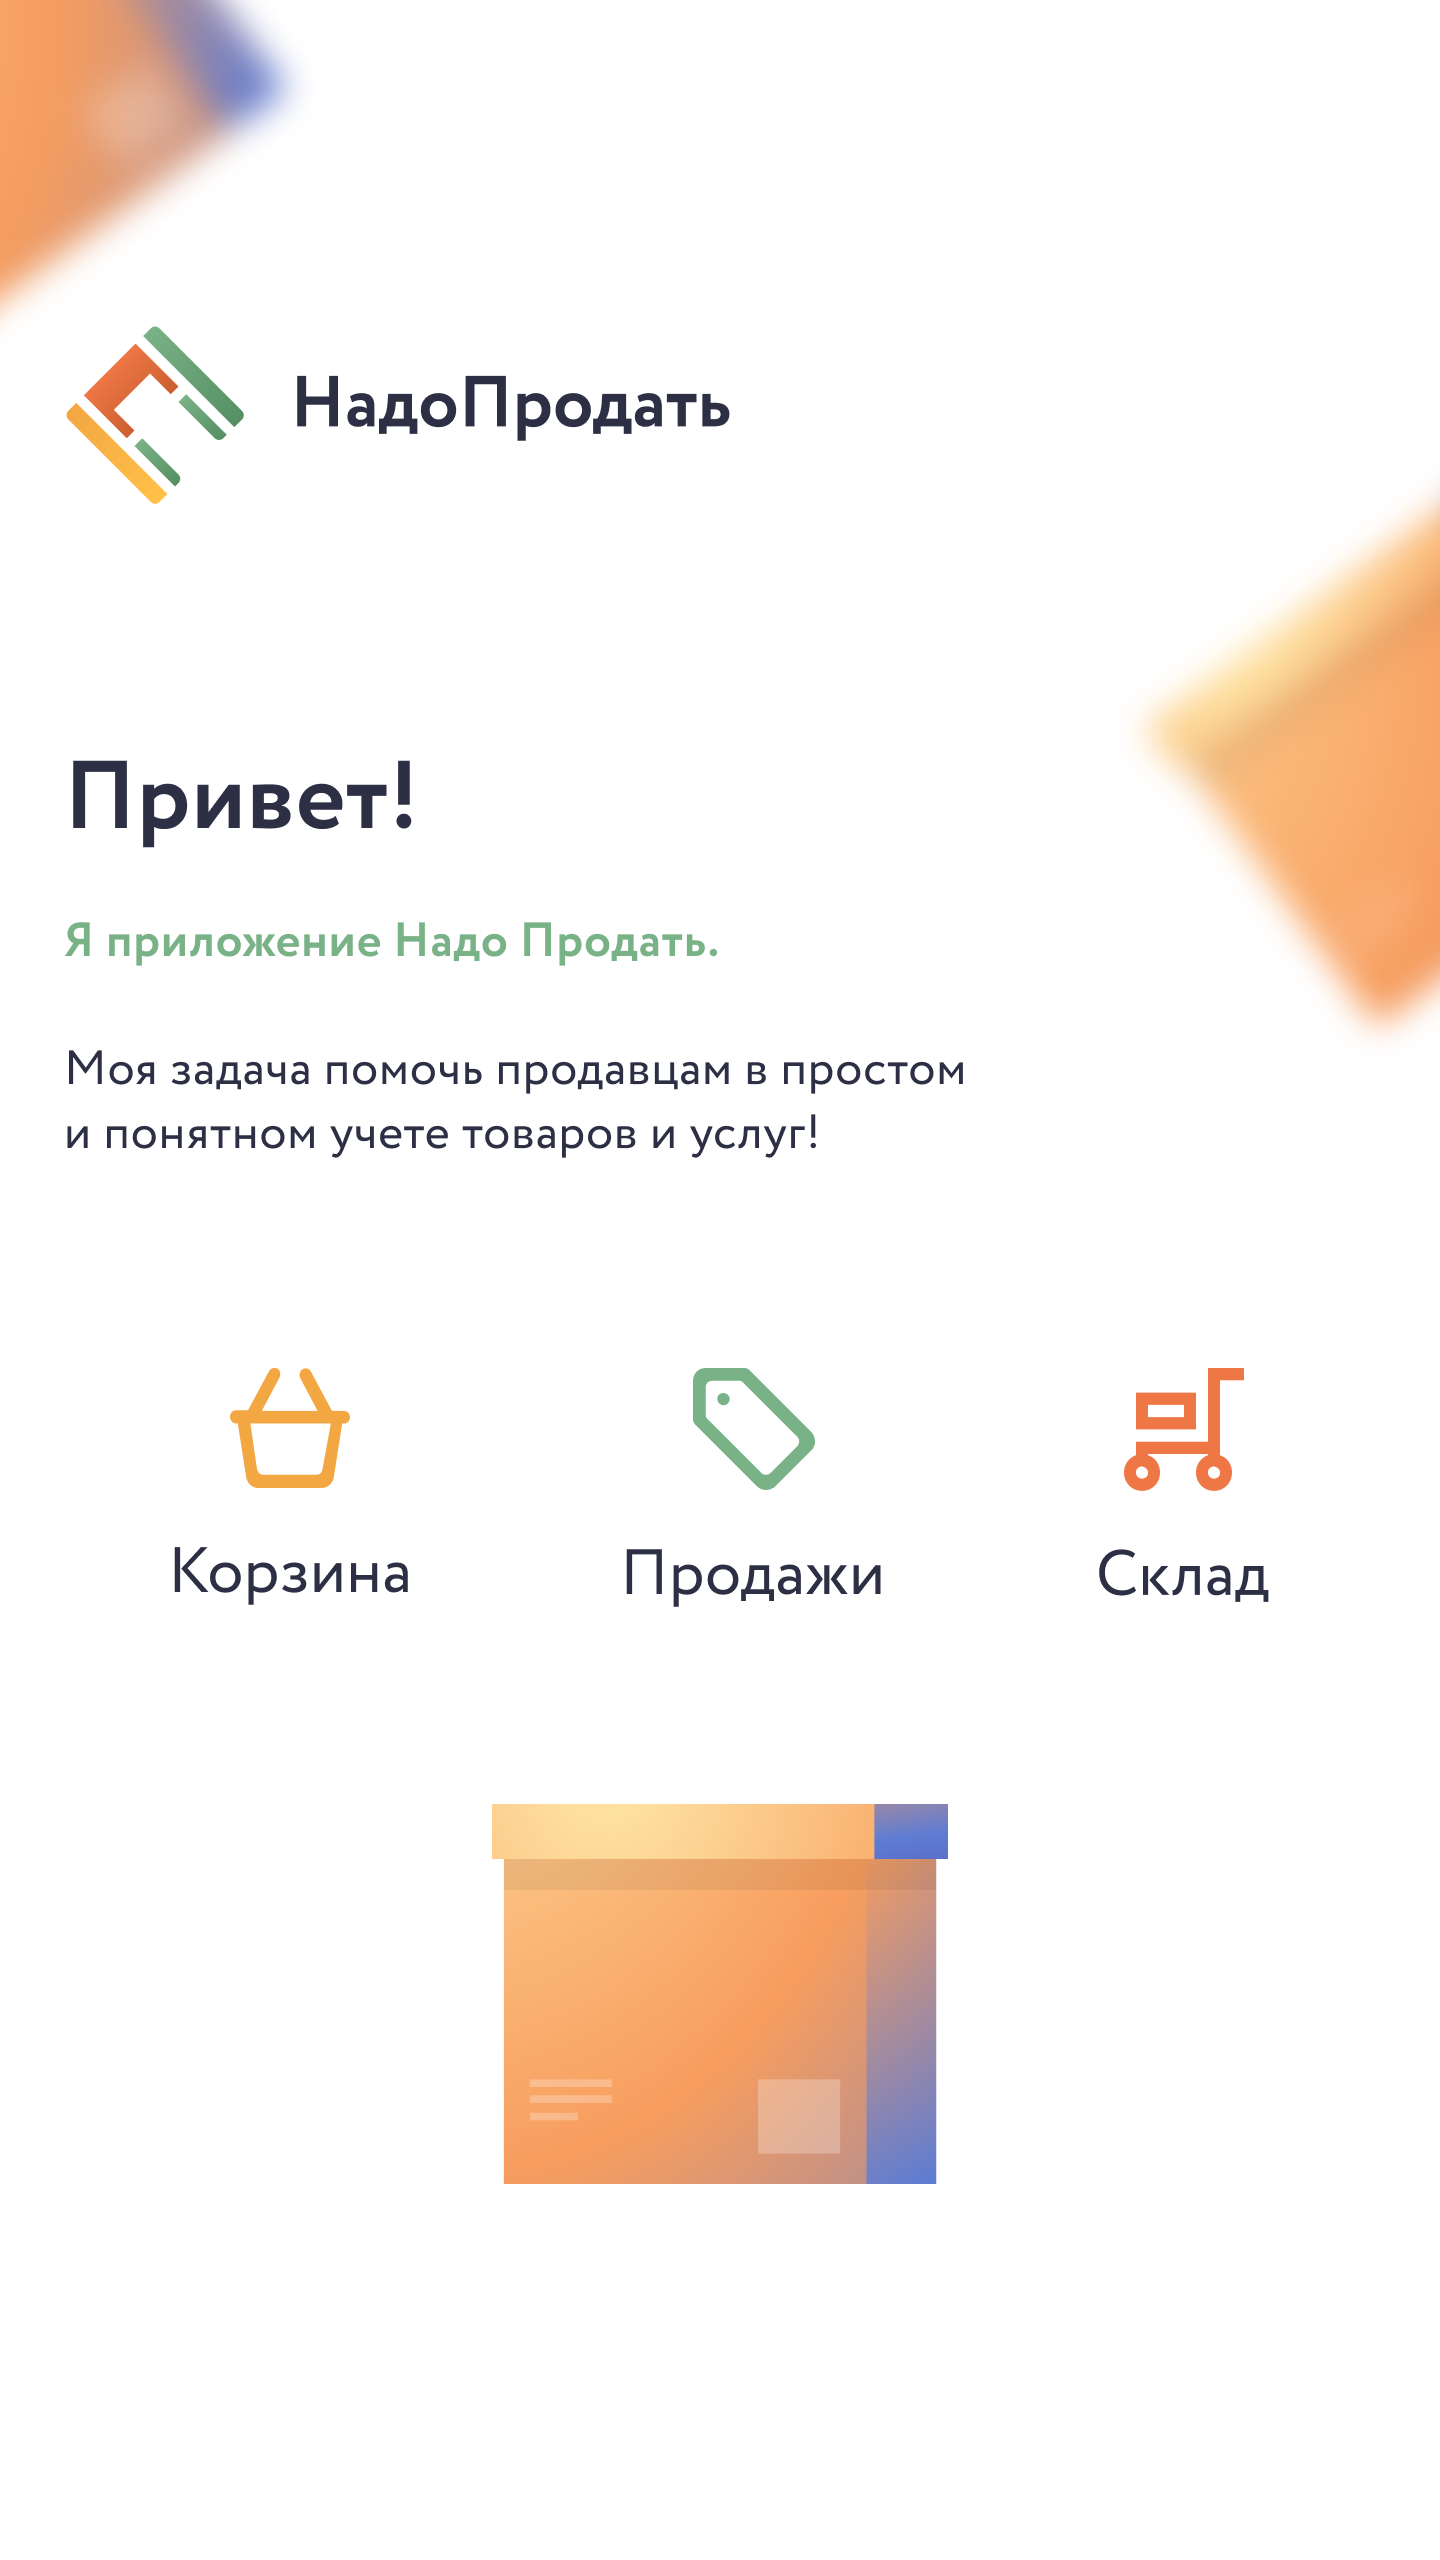 НадоПродать
Привет!
Я приложение Надо Продать.
Моя задача помочь продавцам в простом
и понятном учете товаров и услуг!
Корзина
Продажи
Склад